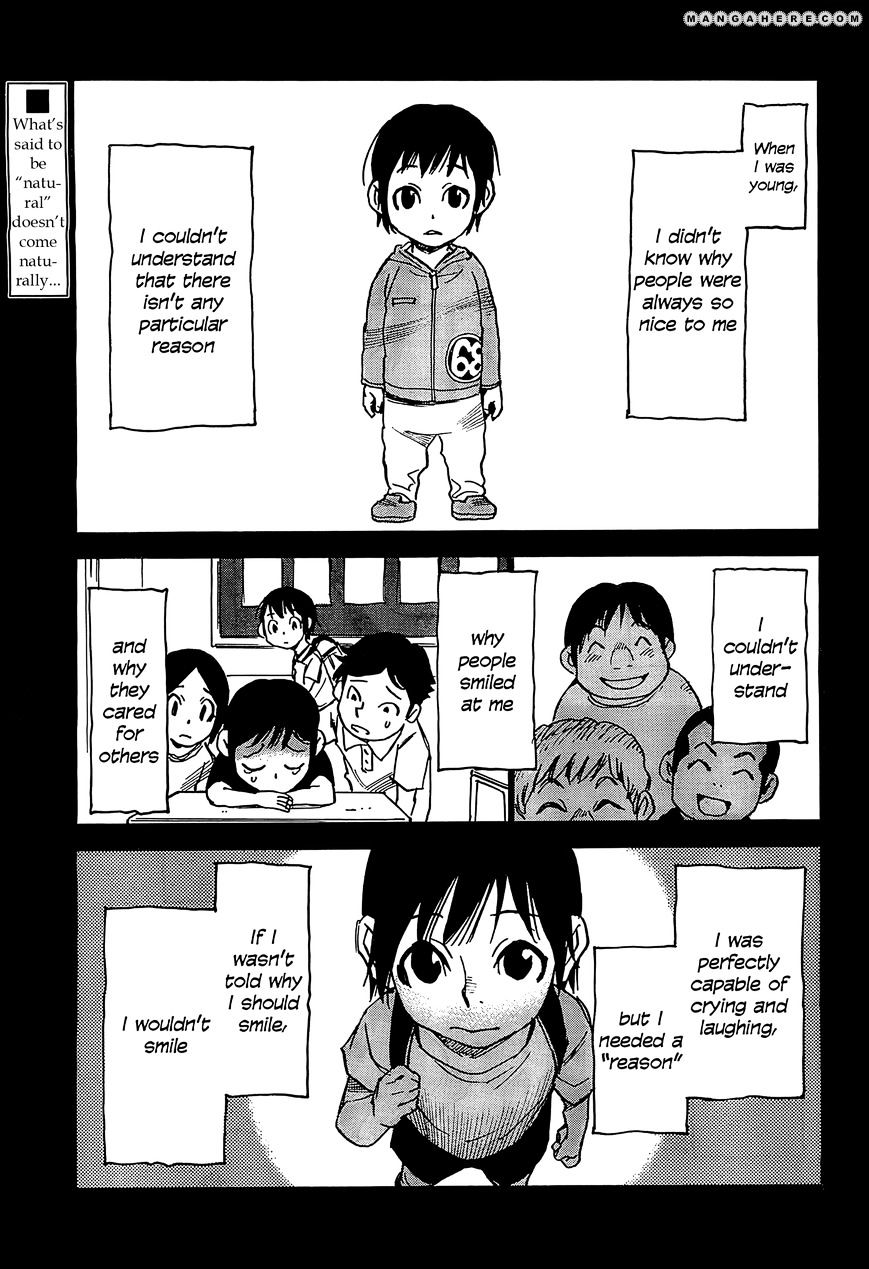 MANGAHERE.COM
What's
said to
be
“natu-
ral”
doesn't
come
natu-
rally...
When
I was
young,
I didn't
know why
people were
always so
nice to me
I couldn't
understand
that there
isn't any
particular
reason
63
I
couldn't
under-
stand
why
people
smiled
at me
and
why
they
cared
for
others
I was
perfectly
capable of
crying and
laughing,
but I
needed a
“reason”
If I
wasn't
told why
I should
smile,
I wouldn't
smile